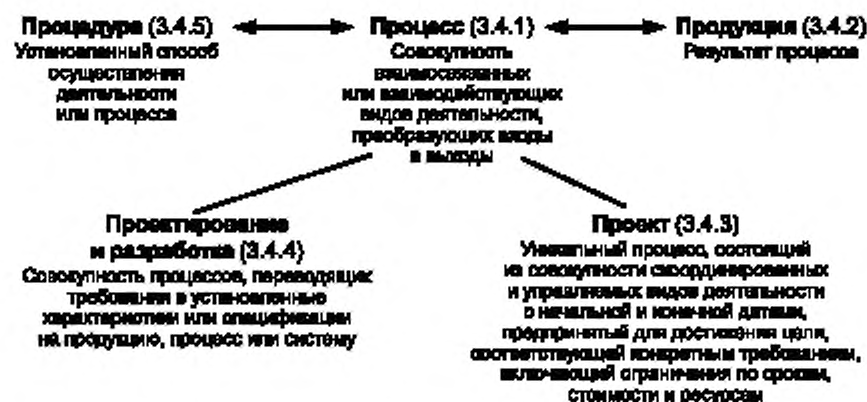 Процедура (3.4.5)
Установленный способ
осуществления
деятельности
или процесса
Процесс (3.4.1)
Совокупность
взаимосвязанных
или взаимодействующих
видов деятельности,
преобразующих входы
в выходы
Продукция (3.4.2)
Результат процесса
Проектирование
и разработка (3.4.4)
Совокупность процессов, переводящих
требования в установленные
характеристики или спецификации
на продукцию, процесс или систему
Проект (3.4.3)
Уникальный процесс, состоящий
из совокупности скоординированных
и управляемых видов деятельности
с начальной и конечной датами,
предпринятый для достижения цели,
соответствующей конкретным требованиям,
включающей ограничения по срокам,
стоимости и ресурсам